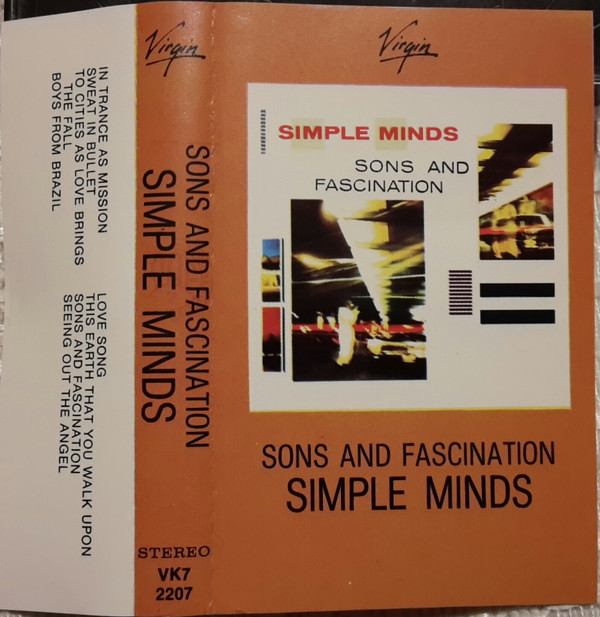 IN TRANCE AS MISSION
SWEAT IN BULLET
TO CITIES AS LOVE BRINGS
THE FALL
BOYS FROM BRAZIL
LOVE SONG
THIS EARTH THAT YOU WALK UPON
SONS AND FASCINATION
SEEING OUT THE ANGEL
Virgin
SONS AND FASCINATION
SIMPLE MINDS
STEREO
VK7
2207
Virgin
SIMPLE MINDS
SONS AND
FASCINATION
SONS AND FASCINATION
SIMPLE MINDS